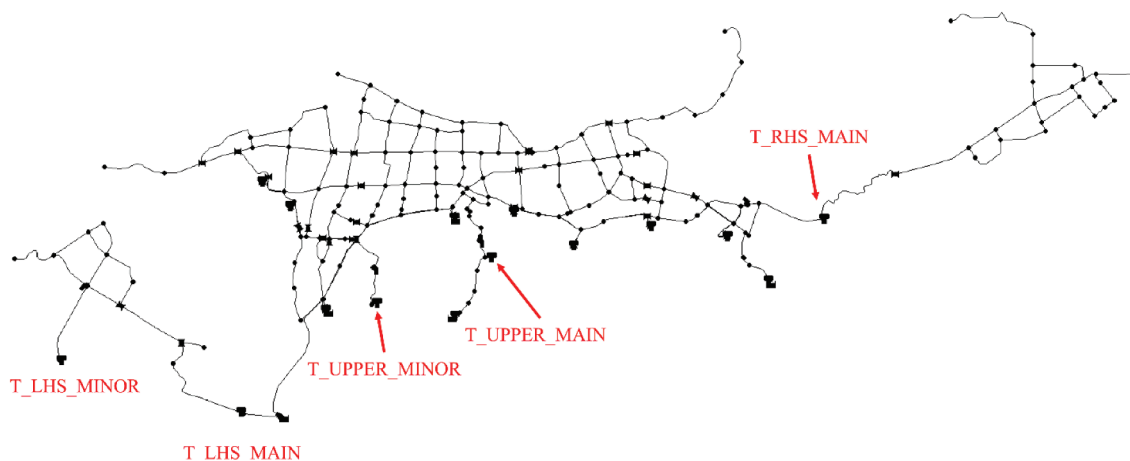 T_RHS_MAIN
T_UPPER_MAIN
T_UPPER_MINOR
T_LHS_MINOR
T_LHS_MAIN